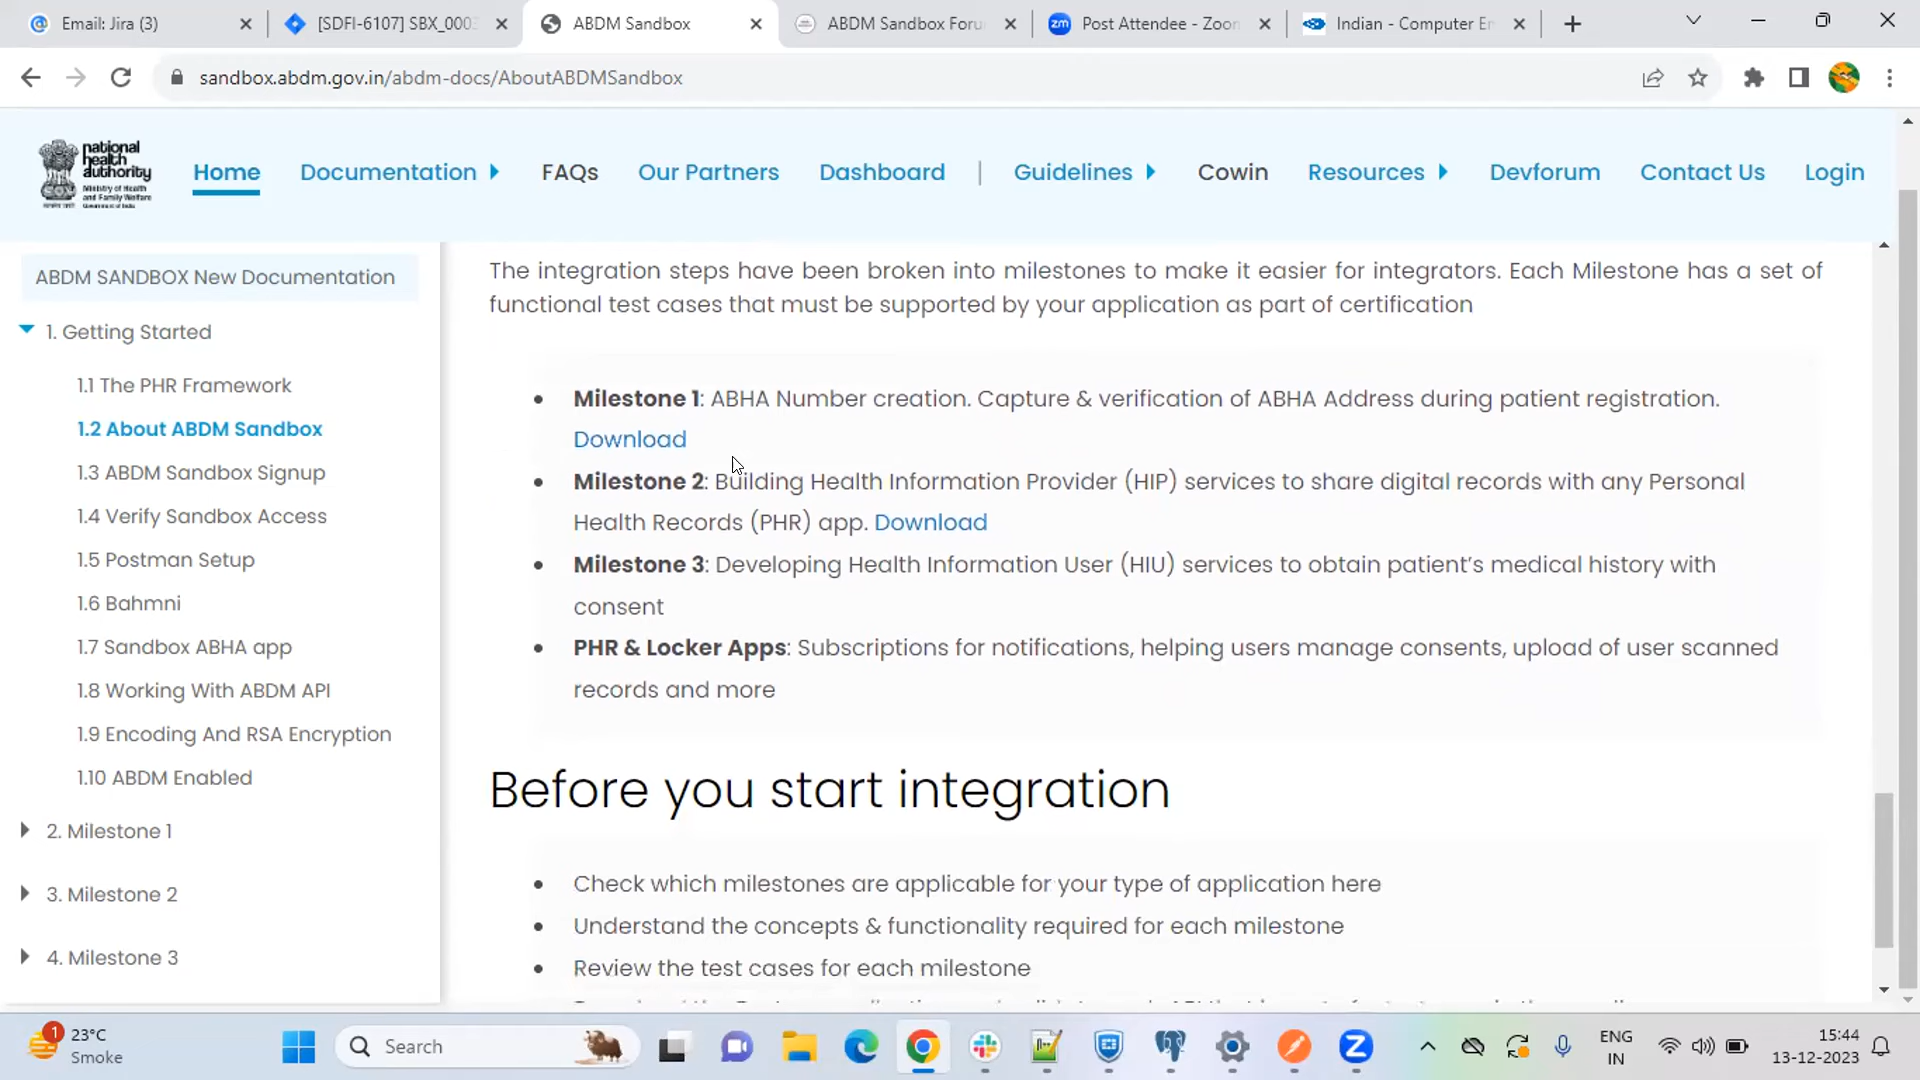 Email: Jira (3)
[SDFI-6107] SBX_000
ABDM Sandbox
ABDM Sandbox Foru
zm Post Attendee - Zoom
Indian - Computer E
sandbox.abdm.gov.in/abdm-docs/AboutABDMSandbox
national
health
authority
Ministry of Health
and Family Welfare
Government of India
Home
Documentation
FAQs
Our Partners
Dashboard
|
Guidelines
Cowin
Resources
Devforum
Contact Us
Login
ABDM SANDBOX New Documentation
1. Getting Started
1.1 The PHR Framework
1.2 About ABDM Sandbox
1.3 ABDM Sandbox Signup
1.4 Verify Sandbox Access
1.5 Postman Setup
1.6 Bahmni
1.7 Sandbox ABHA app
1.8 Working With ABDM API
1.9 Encoding And RSA Encryption
1.10 ABDM Enabled
2. Milestone 1
3. Milestone 2
4. Milestone 3
The integration steps have been broken into milestones to make it easier for integrators. Each Milestone has a set of
functional test cases that must be supported by your application as part of certification
• Milestone 1: ABHA Number creation. Capture & verification of ABHA Address during patient registration.
Download
• Milestone 2: Building Health Information Provider (HIP) services to share digital records with any Personal
Health Records (PHR) app. Download
• Milestone 3: Developing Health Information User (HIU) services to obtain patient's medical history with
consent
• PHR & Locker Apps: Subscriptions for notifications, helping users manage consents, upload of user scanned
records and more
Before you start integration
• Check which milestones are applicable for your type of application here
• Understand the concepts & functionality required for each milestone
• Review the test cases for each milestone
1
23°C
Smoke
Search
ENG
IN
15:44
13-12-2023